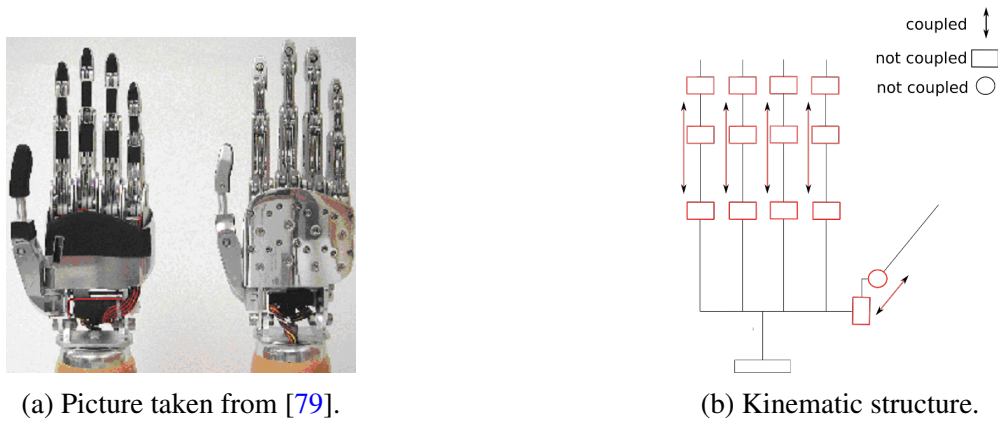 coupled
not coupled
not coupled
(a) Picture taken from [79].
(b) Kinematic structure.